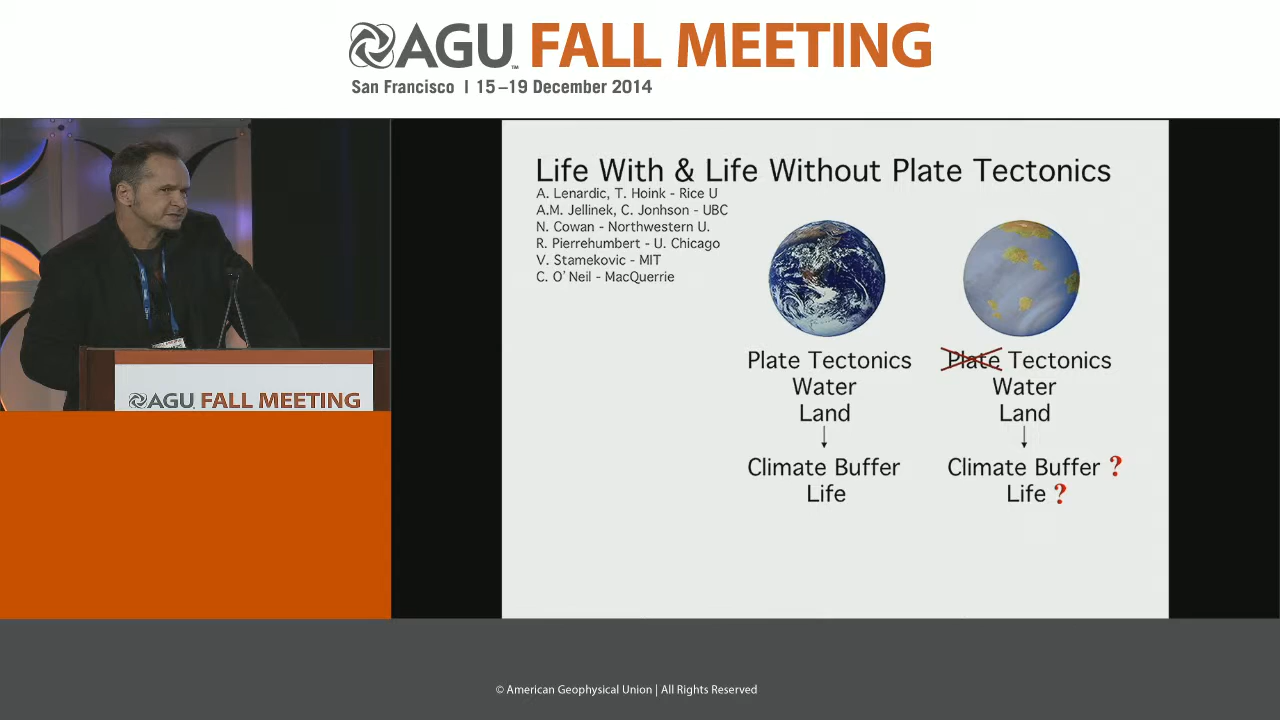 AGU FALL MEETING
San Francisco | 15–19 December 2014
AGU FALL MEETING
Life With & Life Without Plate Tectonics
A. Lenardic, T. Hoink - Rice U
A.M. Jellinek, C. Jonhson - UBC
N. Cowan - Northwestern U.
R. Pierrehumbert - U. Chicago
V. Stamekovic - MIT
C. O'Neil - MacQuerrie
Plate Tectonics
Water
Land
Climate Buffer
Life
Plate Tectonics
Water
Land
Climate Buffer ?
Life ?
© American Geophysical Union | All Rights Reserved